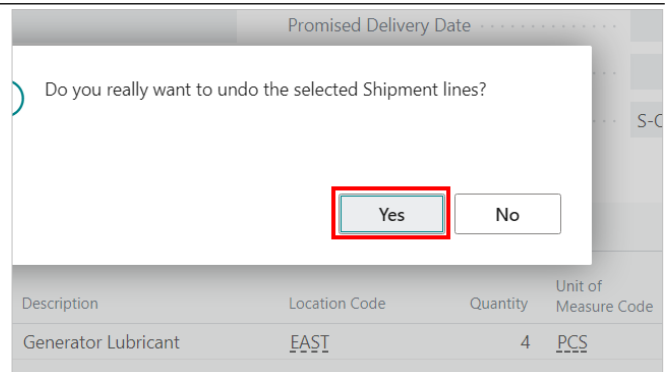 Promised Delivery Date
Do you really want to undo the selected Shipment lines?
Yes No
Unit of
Description Location Code Quantity Measure Code
Generator Lubricant EAST 4 PCS